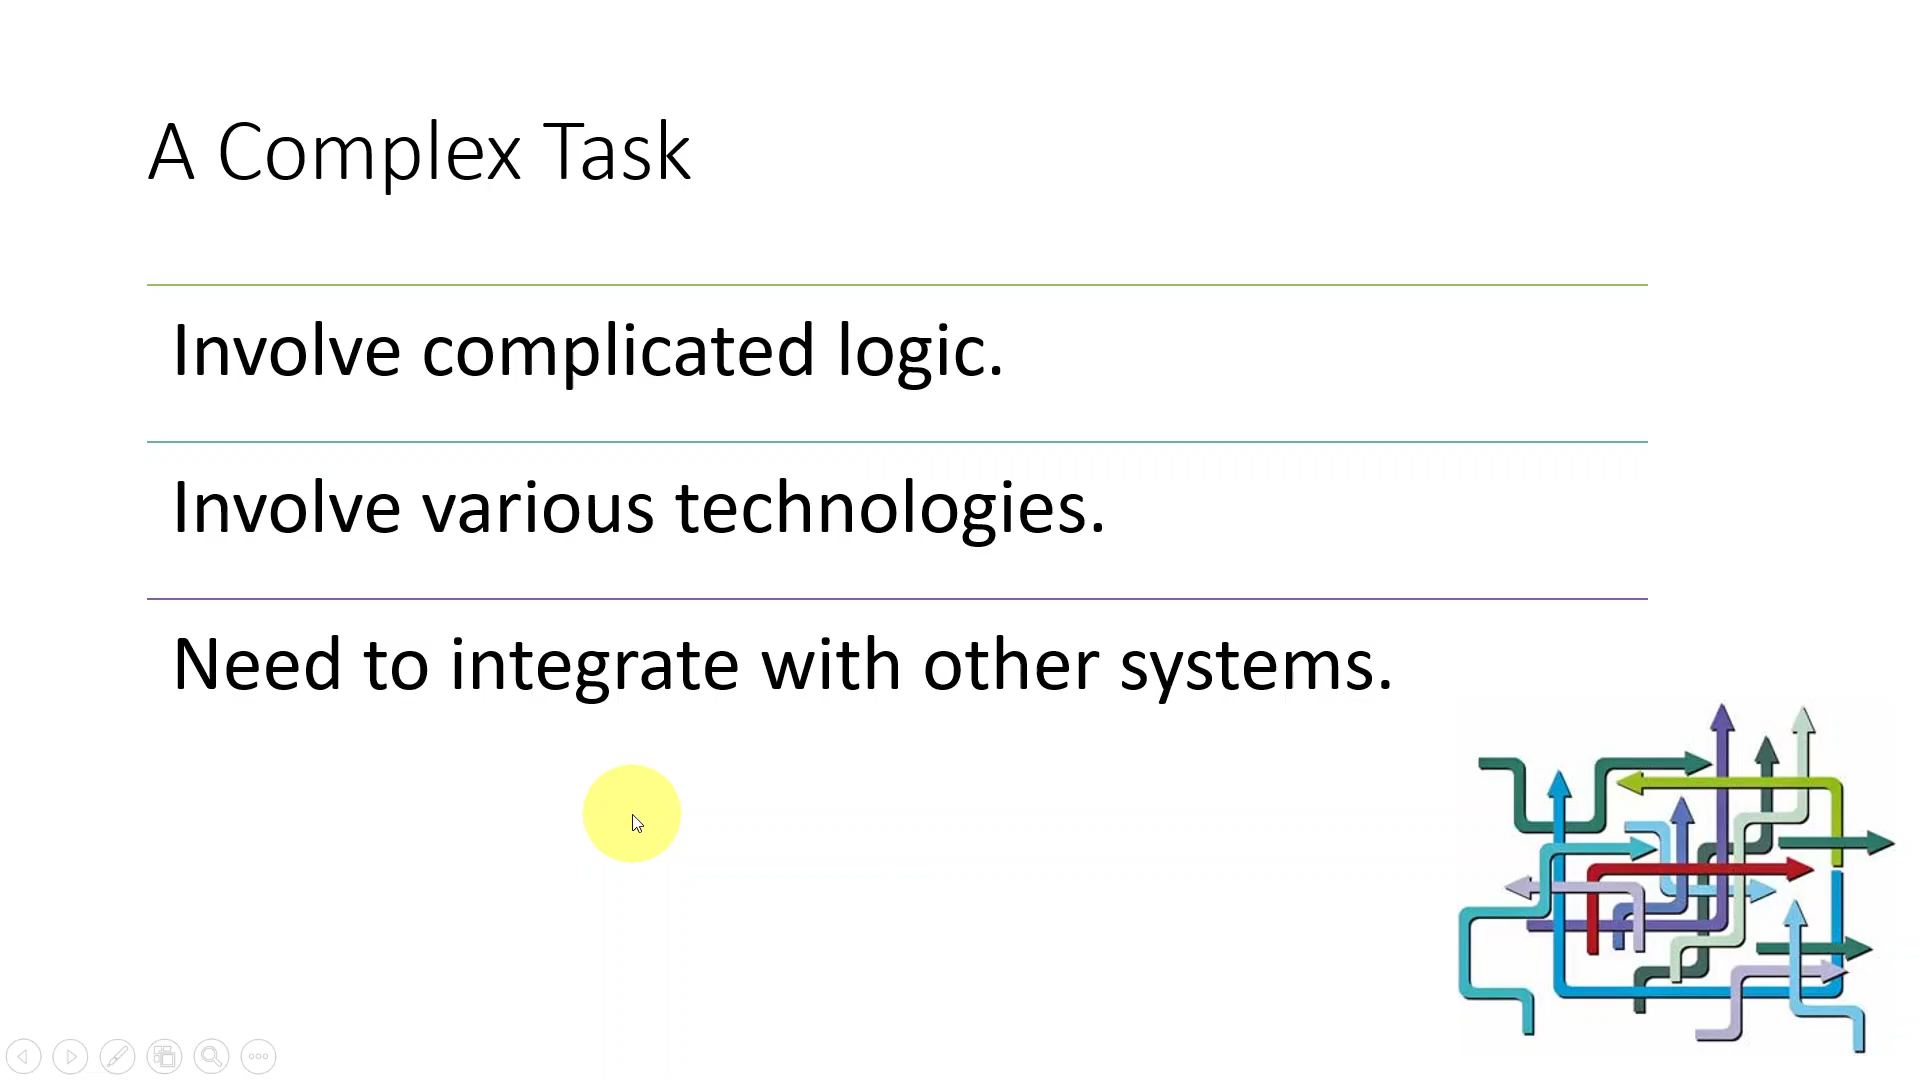 A Complex Task
Involve complicated logic.
Involve various technologies.
Need to integrate with other systems.